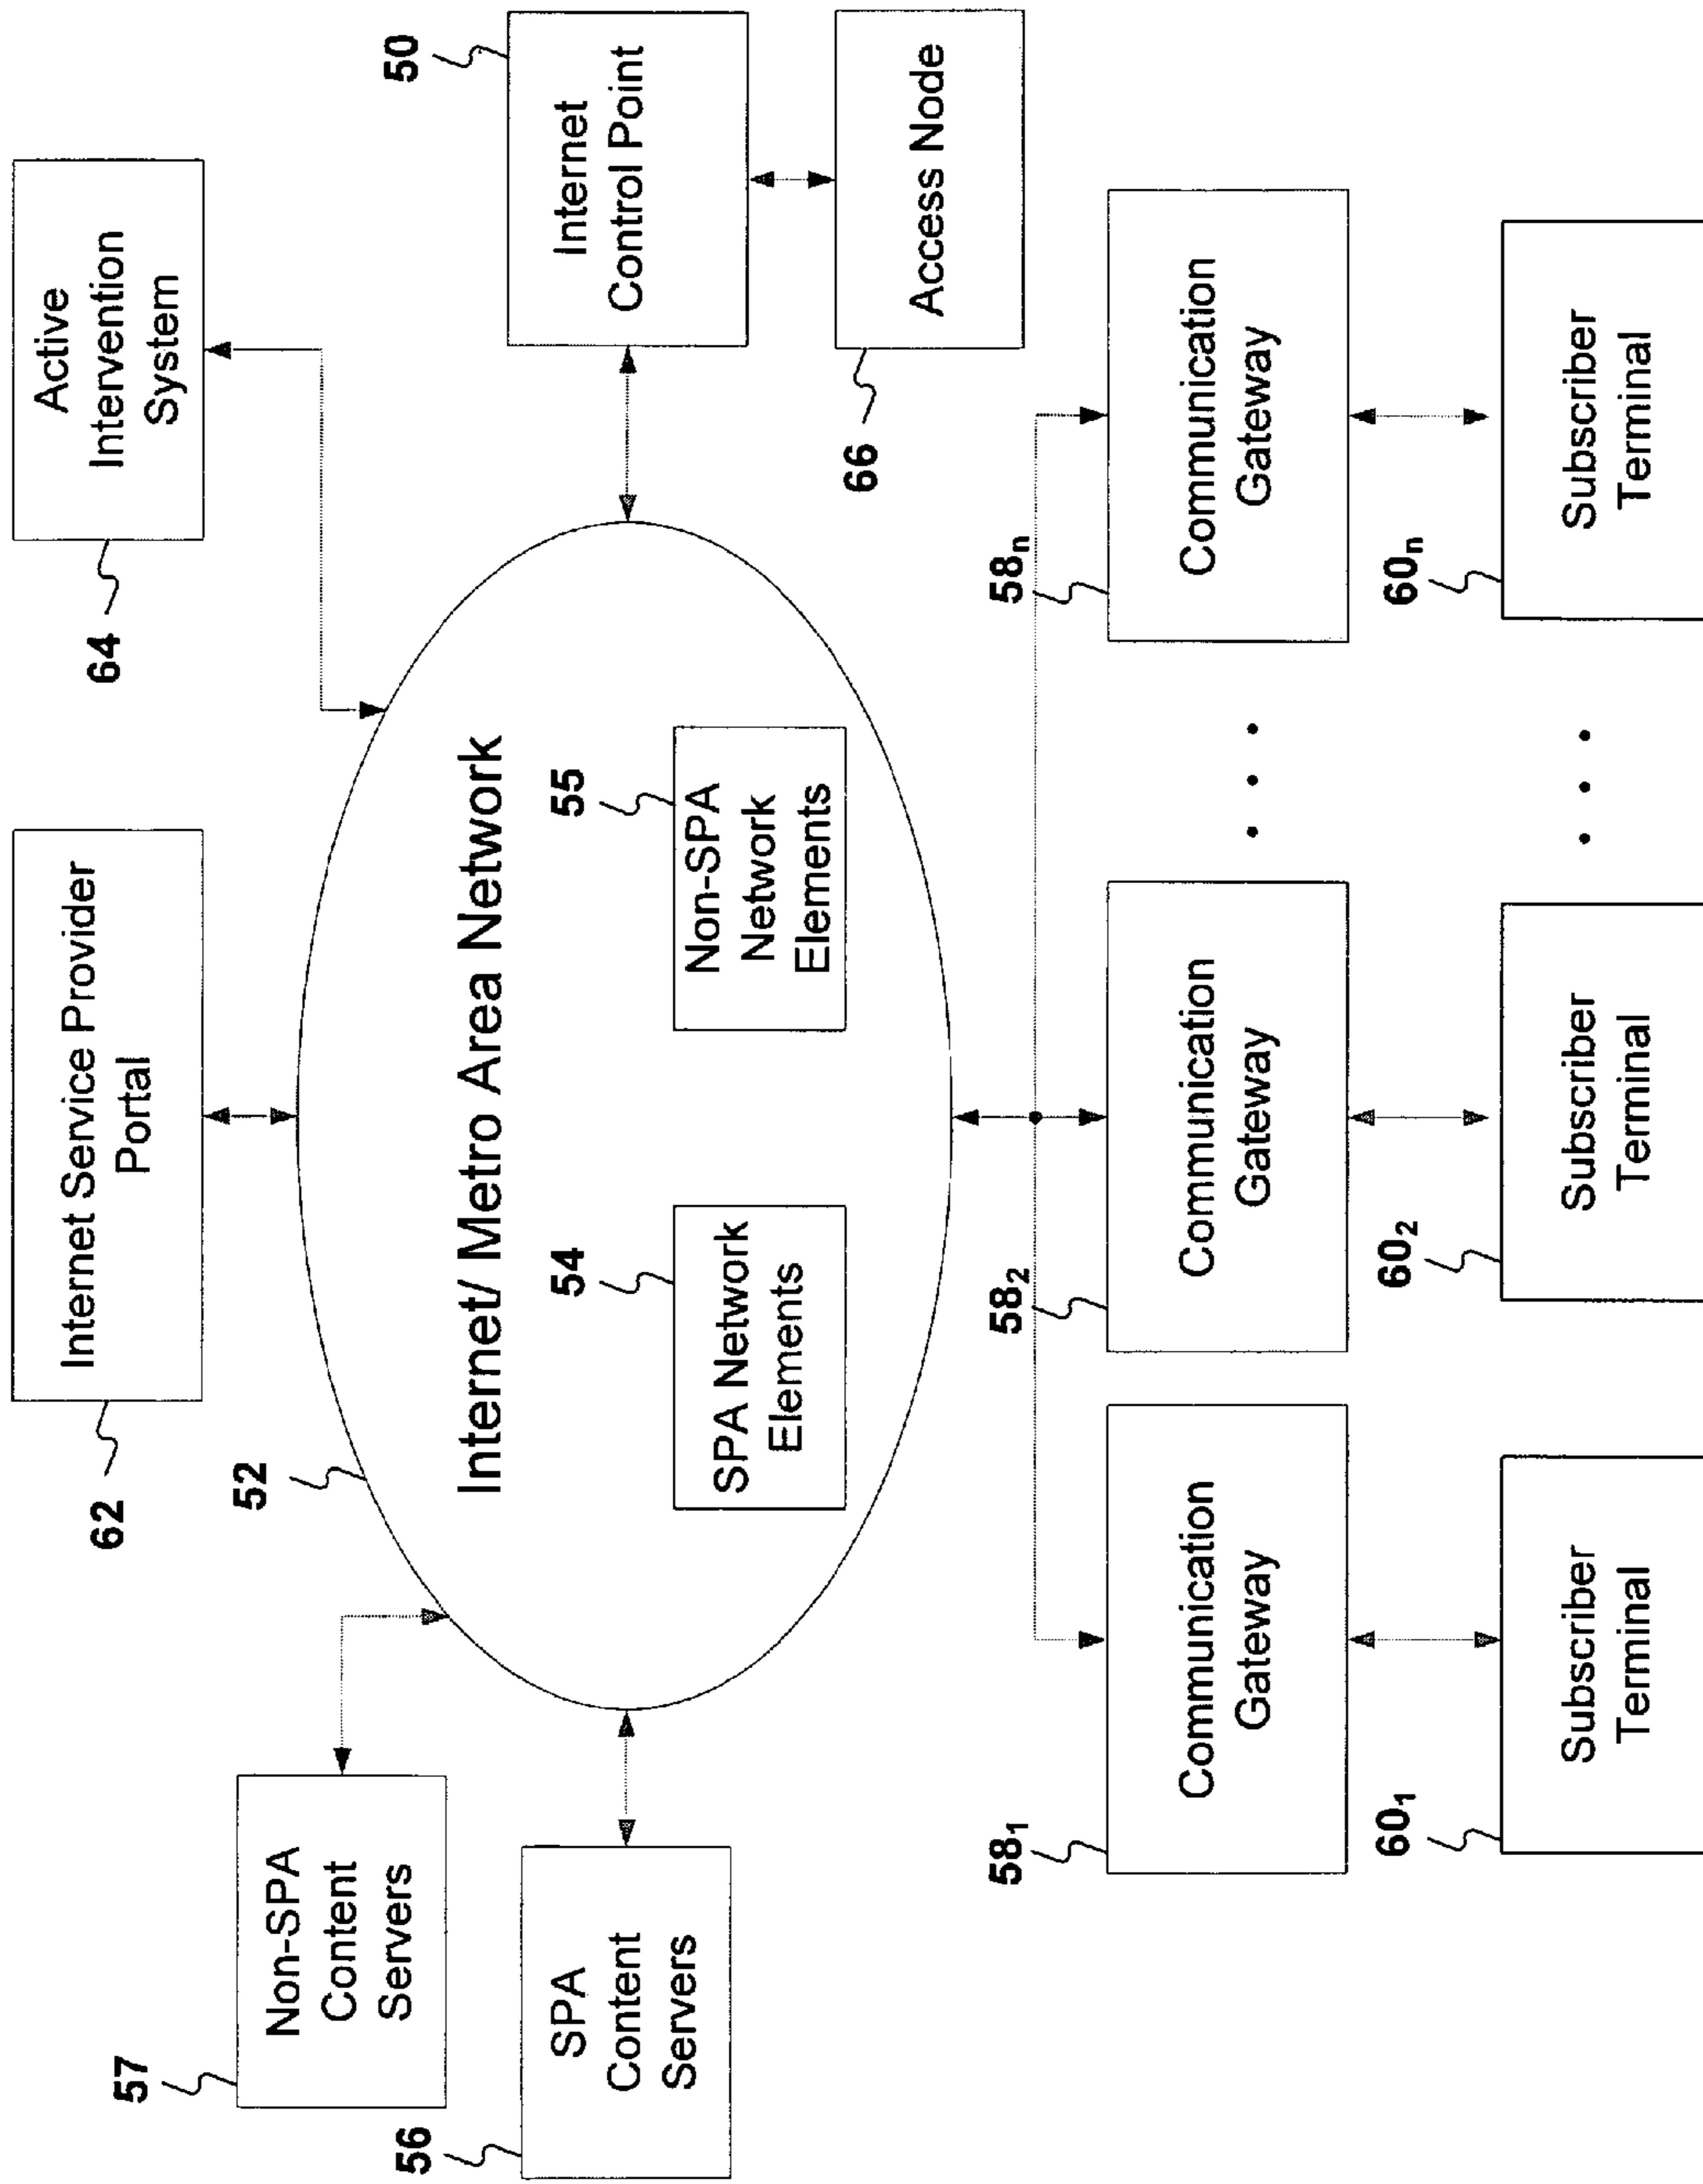 62
Internet Service Provider
Portal
64
Active
Intervention
System
57
Non-SPA
Content
Servers
52
Internet/ Metro Area Network
56
SPA
Content
Servers
54
SPA Network
Elements
55
Non-SPA
Network
Elements
50
Internet
Control Point
66
Access Node
58₁
Communication
Gateway
58₂
Communication
Gateway
• • •
58ₙ
Communication
Gateway
60₁
Subscriber
Terminal
60₂
Subscriber
Terminal
• • •
60ₙ
Subscriber
Terminal